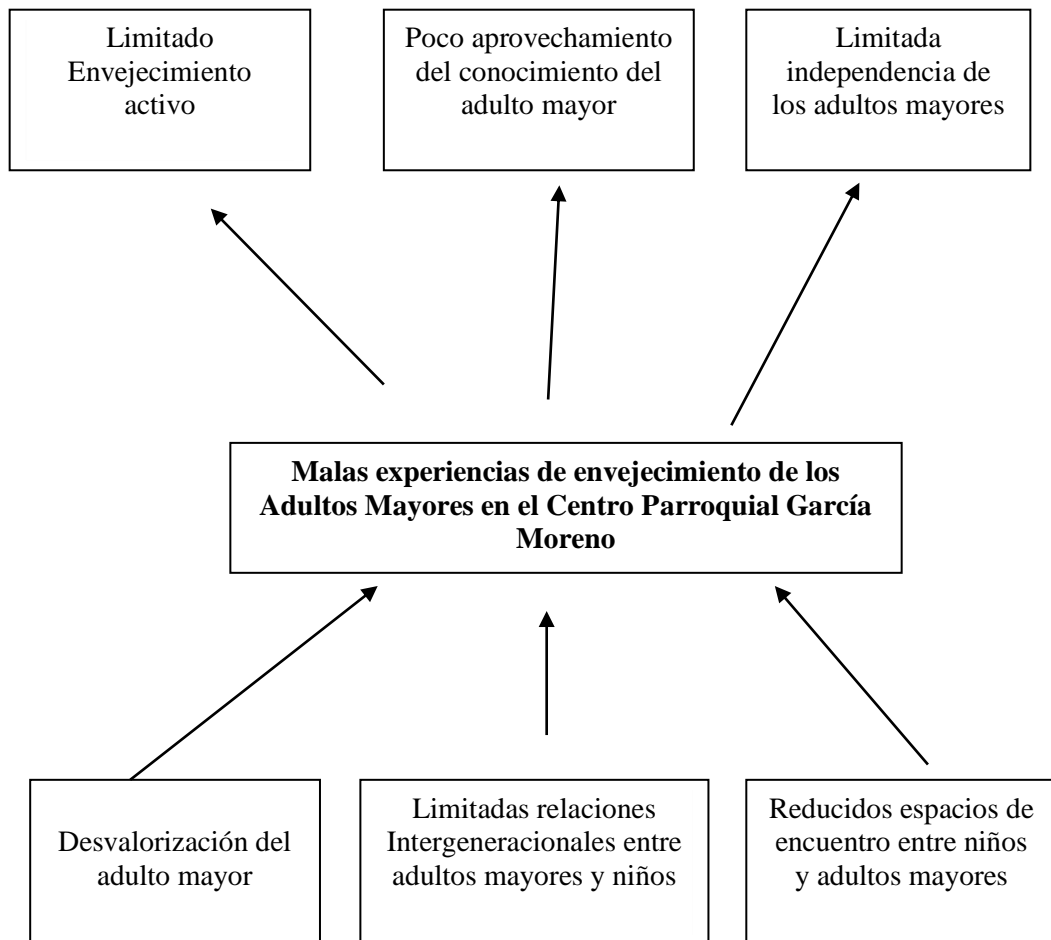 Limitado
Envejecimiento
activo
Poco aprovechamiento
del conocimiento del
adulto mayor
Limitada
independencia de
los adultos mayores
Malas experiencias de envejecimiento de los
Adultos Mayores en el Centro Parroquial García
Moreno
Desvalorización del
adulto mayor
Limitadas relaciones
Intergeneracionales entre
adultos mayores y niños
Reducidos espacios de
encuentro entre niños
y adultos mayores